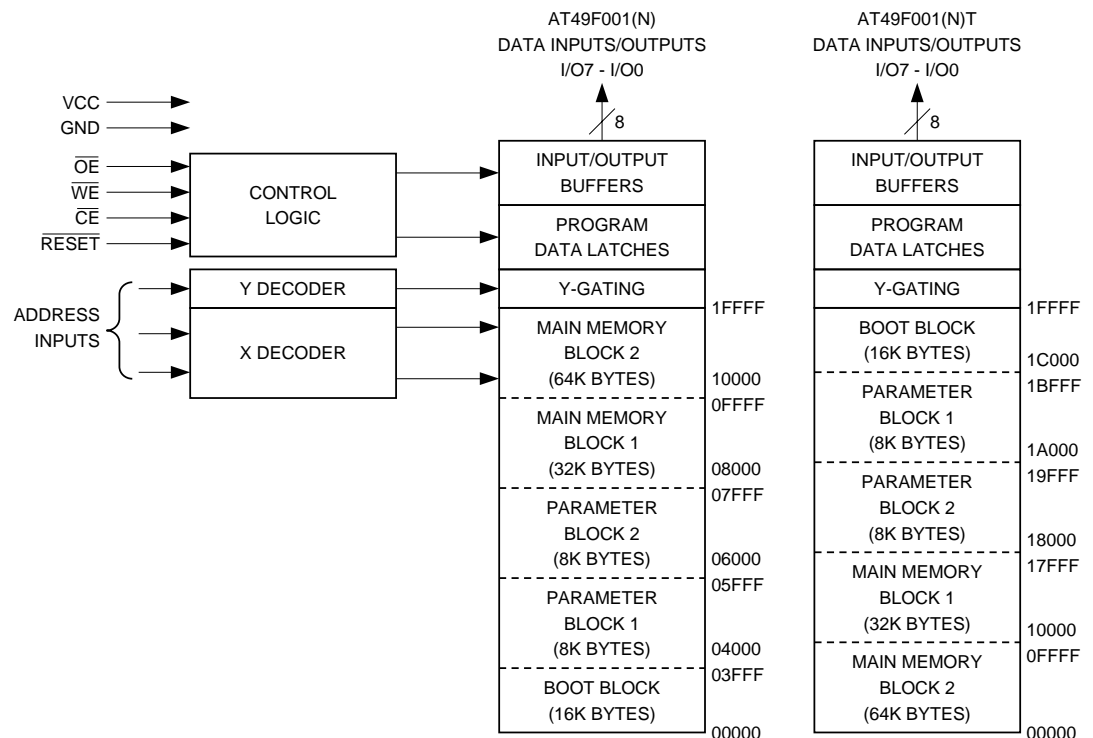 AT49F001(N)
DATA INPUTS/OUTPUTS
I/O7 - I/O0
8
AT49F001(N)T
DATA INPUTS/OUTPUTS
I/O7 - I/O0
8
VCC
GND
OE
WE
CE
RESET
ADDRESS
INPUTS
CONTROL
LOGIC
Y DECODER
X DECODER
INPUT/OUTPUT
BUFFERS
PROGRAM
DATA LATCHES
Y-GATING
1FFFF
MAIN MEMORY
BLOCK 2
(64K BYTES)
10000
0FFFF
MAIN MEMORY
BLOCK 1
(32K BYTES)
08000
07FFF
PARAMETER
BLOCK 2
(8K BYTES)
06000
05FFF
PARAMETER
BLOCK 1
(8K BYTES)
04000
03FFF
BOOT BLOCK
(16K BYTES)
00000
INPUT/OUTPUT
BUFFERS
PROGRAM
DATA LATCHES
Y-GATING
1FFFF
BOOT BLOCK
(16K BYTES)
1C000
1BFFF
PARAMETER
BLOCK 1
(8K BYTES)
1A000
19FFF
PARAMETER
BLOCK 2
(8K BYTES)
18000
17FFF
MAIN MEMORY
BLOCK 1
(32K BYTES)
10000
0FFFF
MAIN MEMORY
BLOCK 2
(64K BYTES)
00000